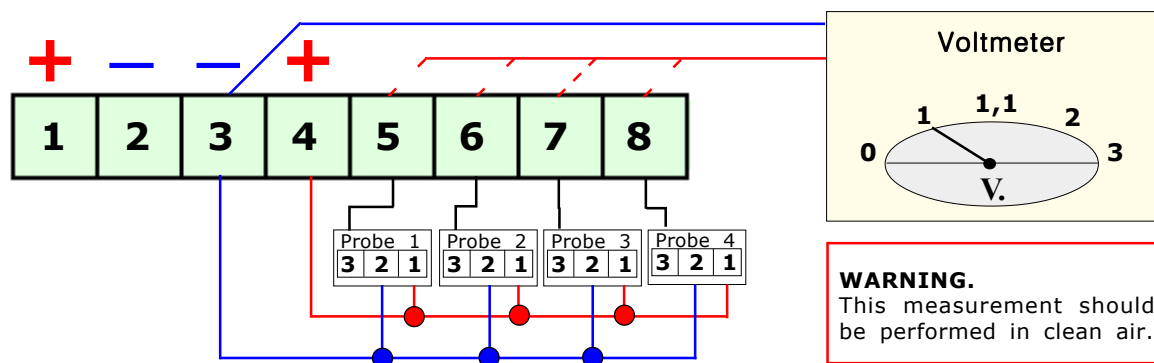 Voltmeter
+ – – +
1,1
1 2
0 3
V.
1 2 3 4 5 6 7 8
Probe 1 Probe 2 Probe 3 Probe 4
3 2 1 3 2 1 3 2 1 3 2 1
WARNING.
This measurement should
be performed in clean air.